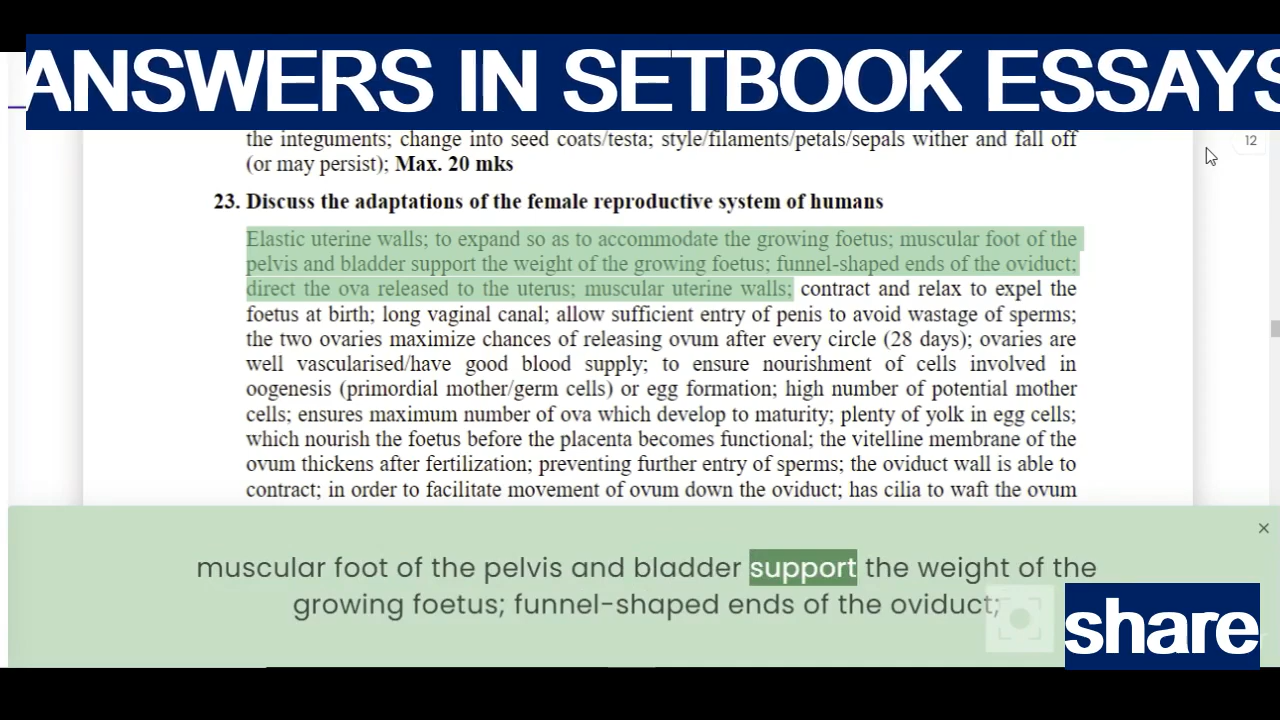 ANSWERS IN SETBOOK ESSAYS
the integuments; change into seed coats/testa; style/filaments/petals/sepals wither and fall off
12
(or may persist); Max. 20 mks
23. Discuss the adaptations of the female reproductive system of humans
Elastic uterine walls; to expand so as to accommodate the growing foetus; muscular foot of the
pelvis and bladder support the weight of the growing foetus; funnel-shaped ends of the oviduct;
direct the ova released to the uterus; muscular uterine walls; contract and relax to expel the
foetus at birth; long vaginal canal; allow sufficient entry of penis to avoid wastage of sperms;
the two ovaries maximize chances of releasing ovum after every circle (28 days); ovaries are
well vascularised/have good blood supply; to ensure nourishment of cells involved in
oogenesis (primordial mother/germ cells) or egg formation; high number of potential mother
cells; ensures maximum number of ova which develop to maturity; plenty of yolk in egg cells;
which nourish the foetus before the placenta becomes functional; the vitelline membrane of the
ovum thickens after fertilization; preventing further entry of sperms; the oviduct wall is able to
contract; in order to facilitate movement of ovum down the oviduct; has cilia to waft the ovum
muscular foot of the pelvis and bladder support the weight of the
growing foetus; funnel-shaped ends of the oviduct;
share